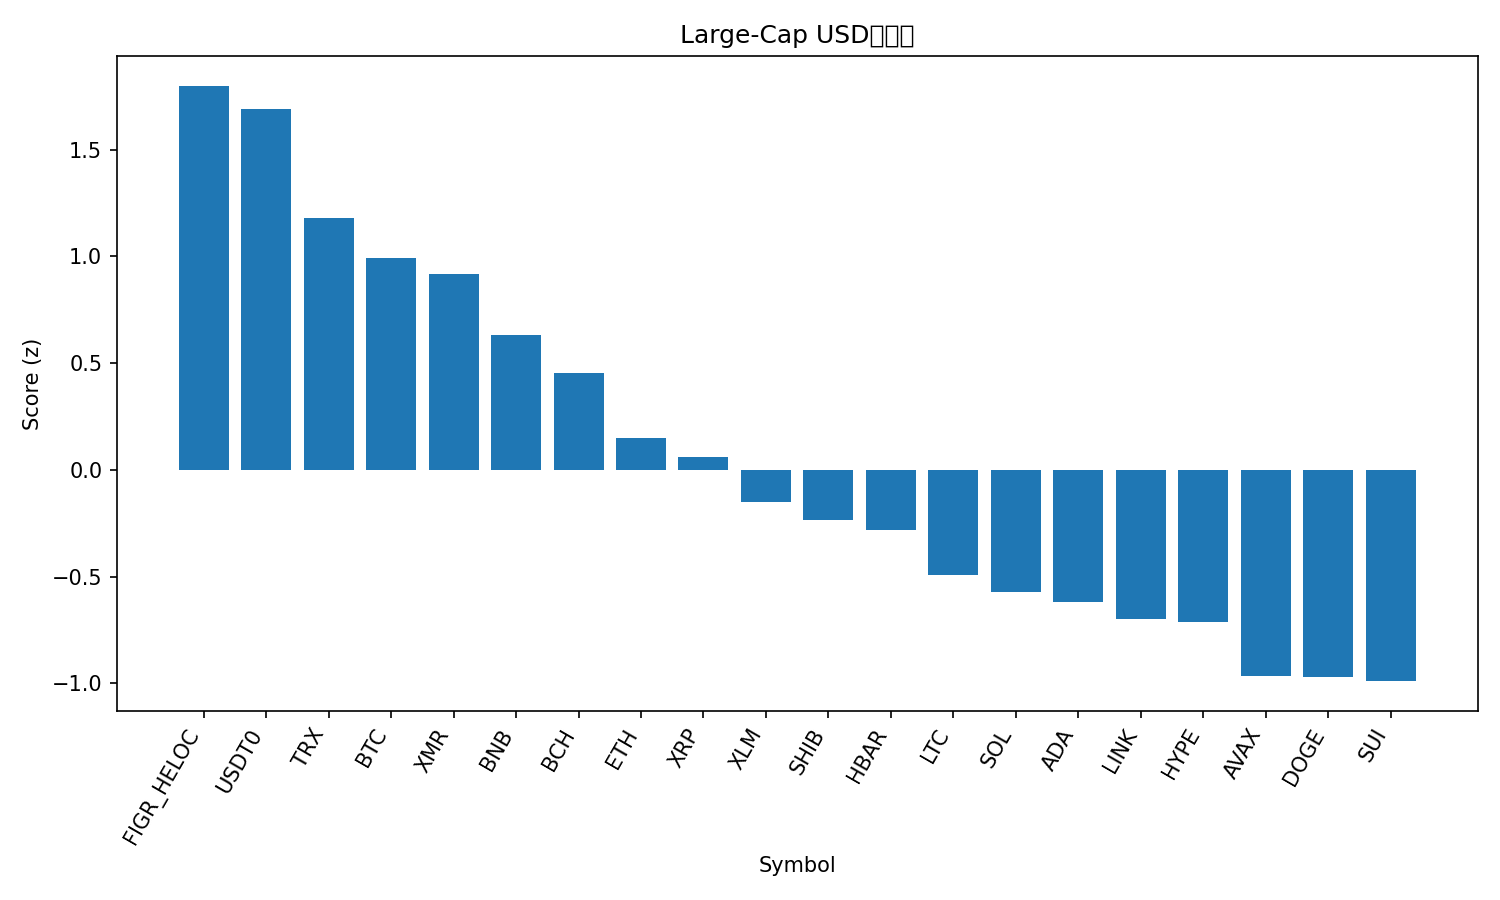 Large-Cap USD
Score (z)
1.5
1.0
0.5
0.0
−0.5
−1.0
FIGR_HELOC
USDT0
TRX
BTC
XMR
BNB
BCH
ETH
XRP
XLM
SHIB
HBAR
LTC
SOL
ADA
LINK
HYPE
AVAX
DOGE
SUI
Symbol